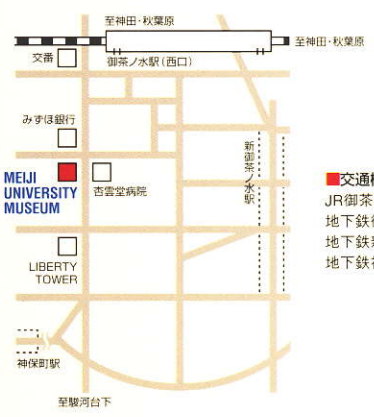 至神田・秋葉原
至神田・秋葉原
交番
御茶ノ水駅（西口）
みずほ銀行
新御茶ノ水駅
MEIJI
UNIVERSITY
MUSEUM
杏雲堂病院
■交通機
JR御茶
地下鉄
地下鉄新
地下鉄神
LIBERTY
TOWER
神保町駅
至駿河台下